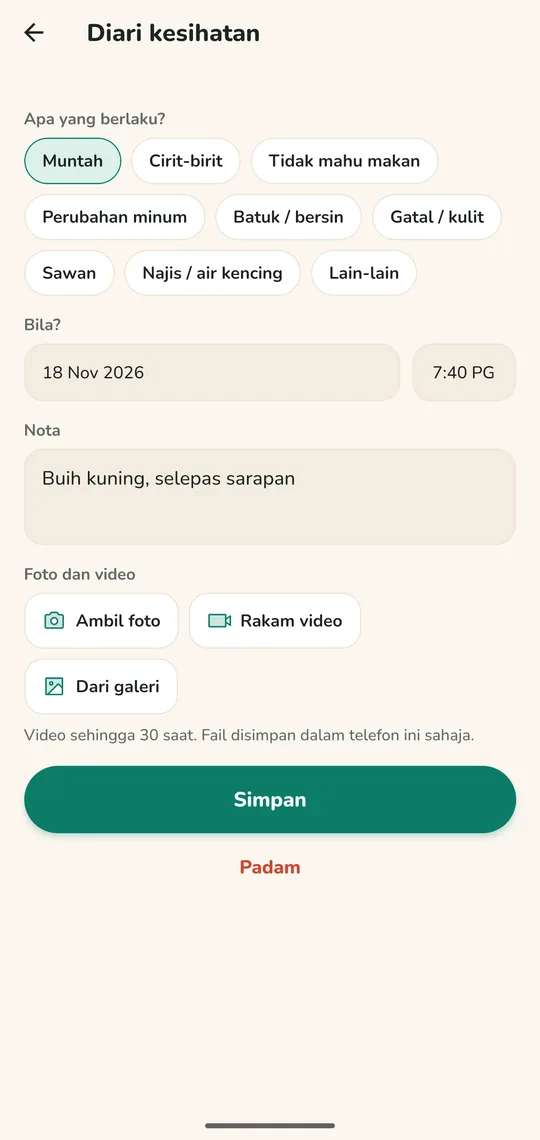 Diari kesihatan
Apa yang berlaku?
Muntah
Cirit-birit
Tidak mahu makan
Perubahan minum
Batuk / bersin
Gatal / kulit
Sawan
Najis / air kencing
Lain-lain
Bila?
18 Nov 2026
7:40 PG
Nota
Buih kuning, selepas sarapan
Foto dan video
Ambil foto
Rakam video
Dari galeri
Video sehingga 30 saat. Fail disimpan dalam telefon ini sahaja.
Simpan
Padam